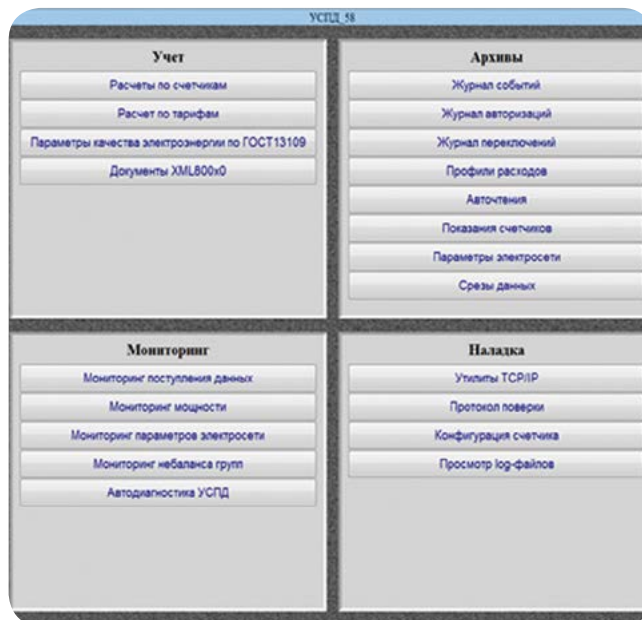 УСПД_58
Учет
Расчеты по счетчикам
Расчет по тарифам
Параметры качества электроэнергии по ГОСТ13109
Документы XML800x0
Архивы
Журнал событий
Журнал авторизаций
Журнал переключений
Профили расходов
Авточтения
Показания счетчиков
Параметры электросети
Срезы данных
Мониторинг
Мониторинг поступления данных
Мониторинг мощности
Мониторинг параметров электросети
Мониторинг небаланса групп
Автодиагностика УСПД
Наладка
Утилиты TCP/IP
Протокол поверки
Конфигурация счетчика
Просмотр log-файлов